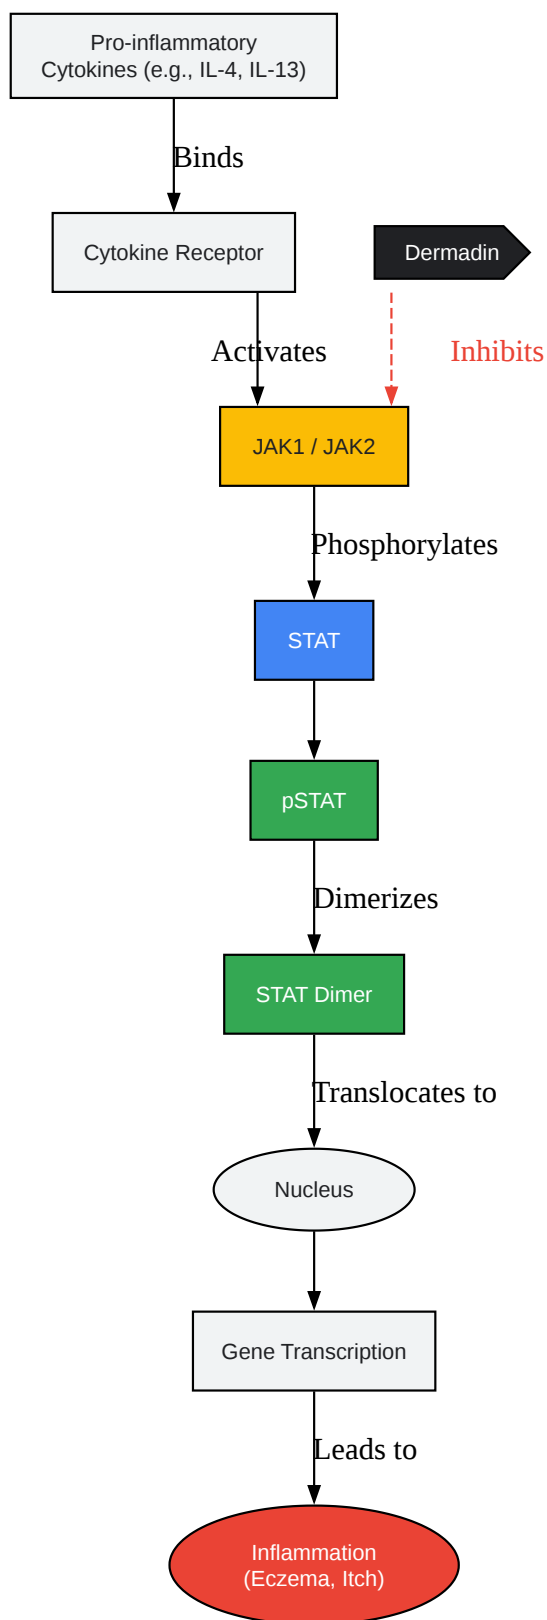 Pro-inflammatory
Cytokines (e.g., IL-4, IL-13)
Binds
Cytokine Receptor
Dermadin
Activates
Inhibits
JAK1 / JAK2
Phosphorylates
STAT
pSTAT
Dimerizes
STAT Dimer
Translocates to
Nucleus
Gene Transcription
Leads to
Inflammation
(Eczema, Itch)